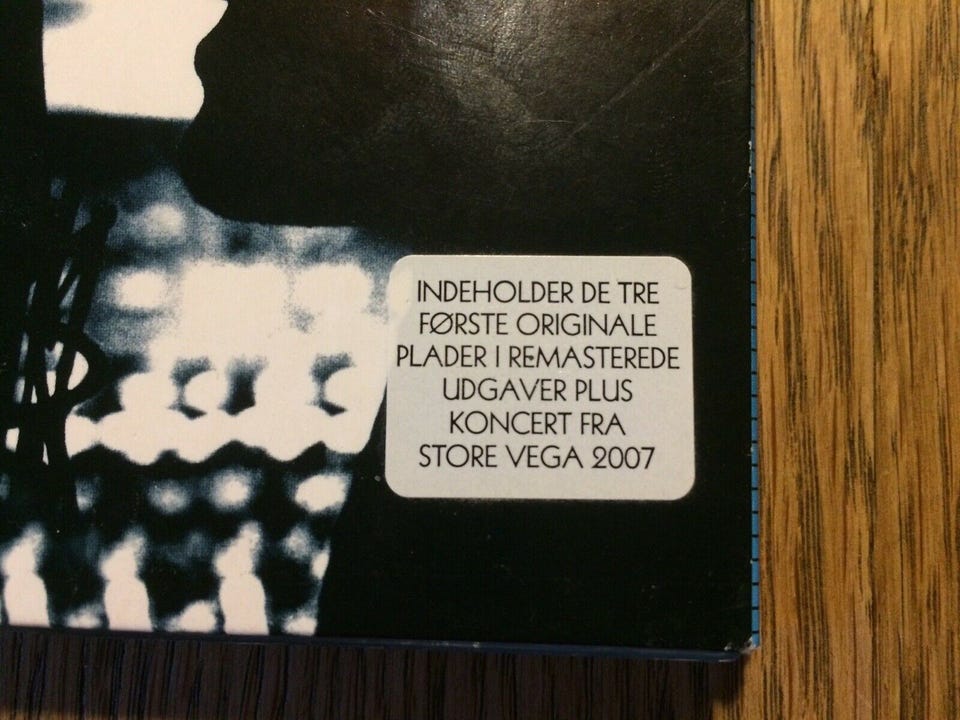 INDEHOLDER DE TRE
FØRSTE ORIGINALE
PLADER I REMASTEREDE
UDGAVER PLUS
KONCERT FRA
STORE VEGA 2007